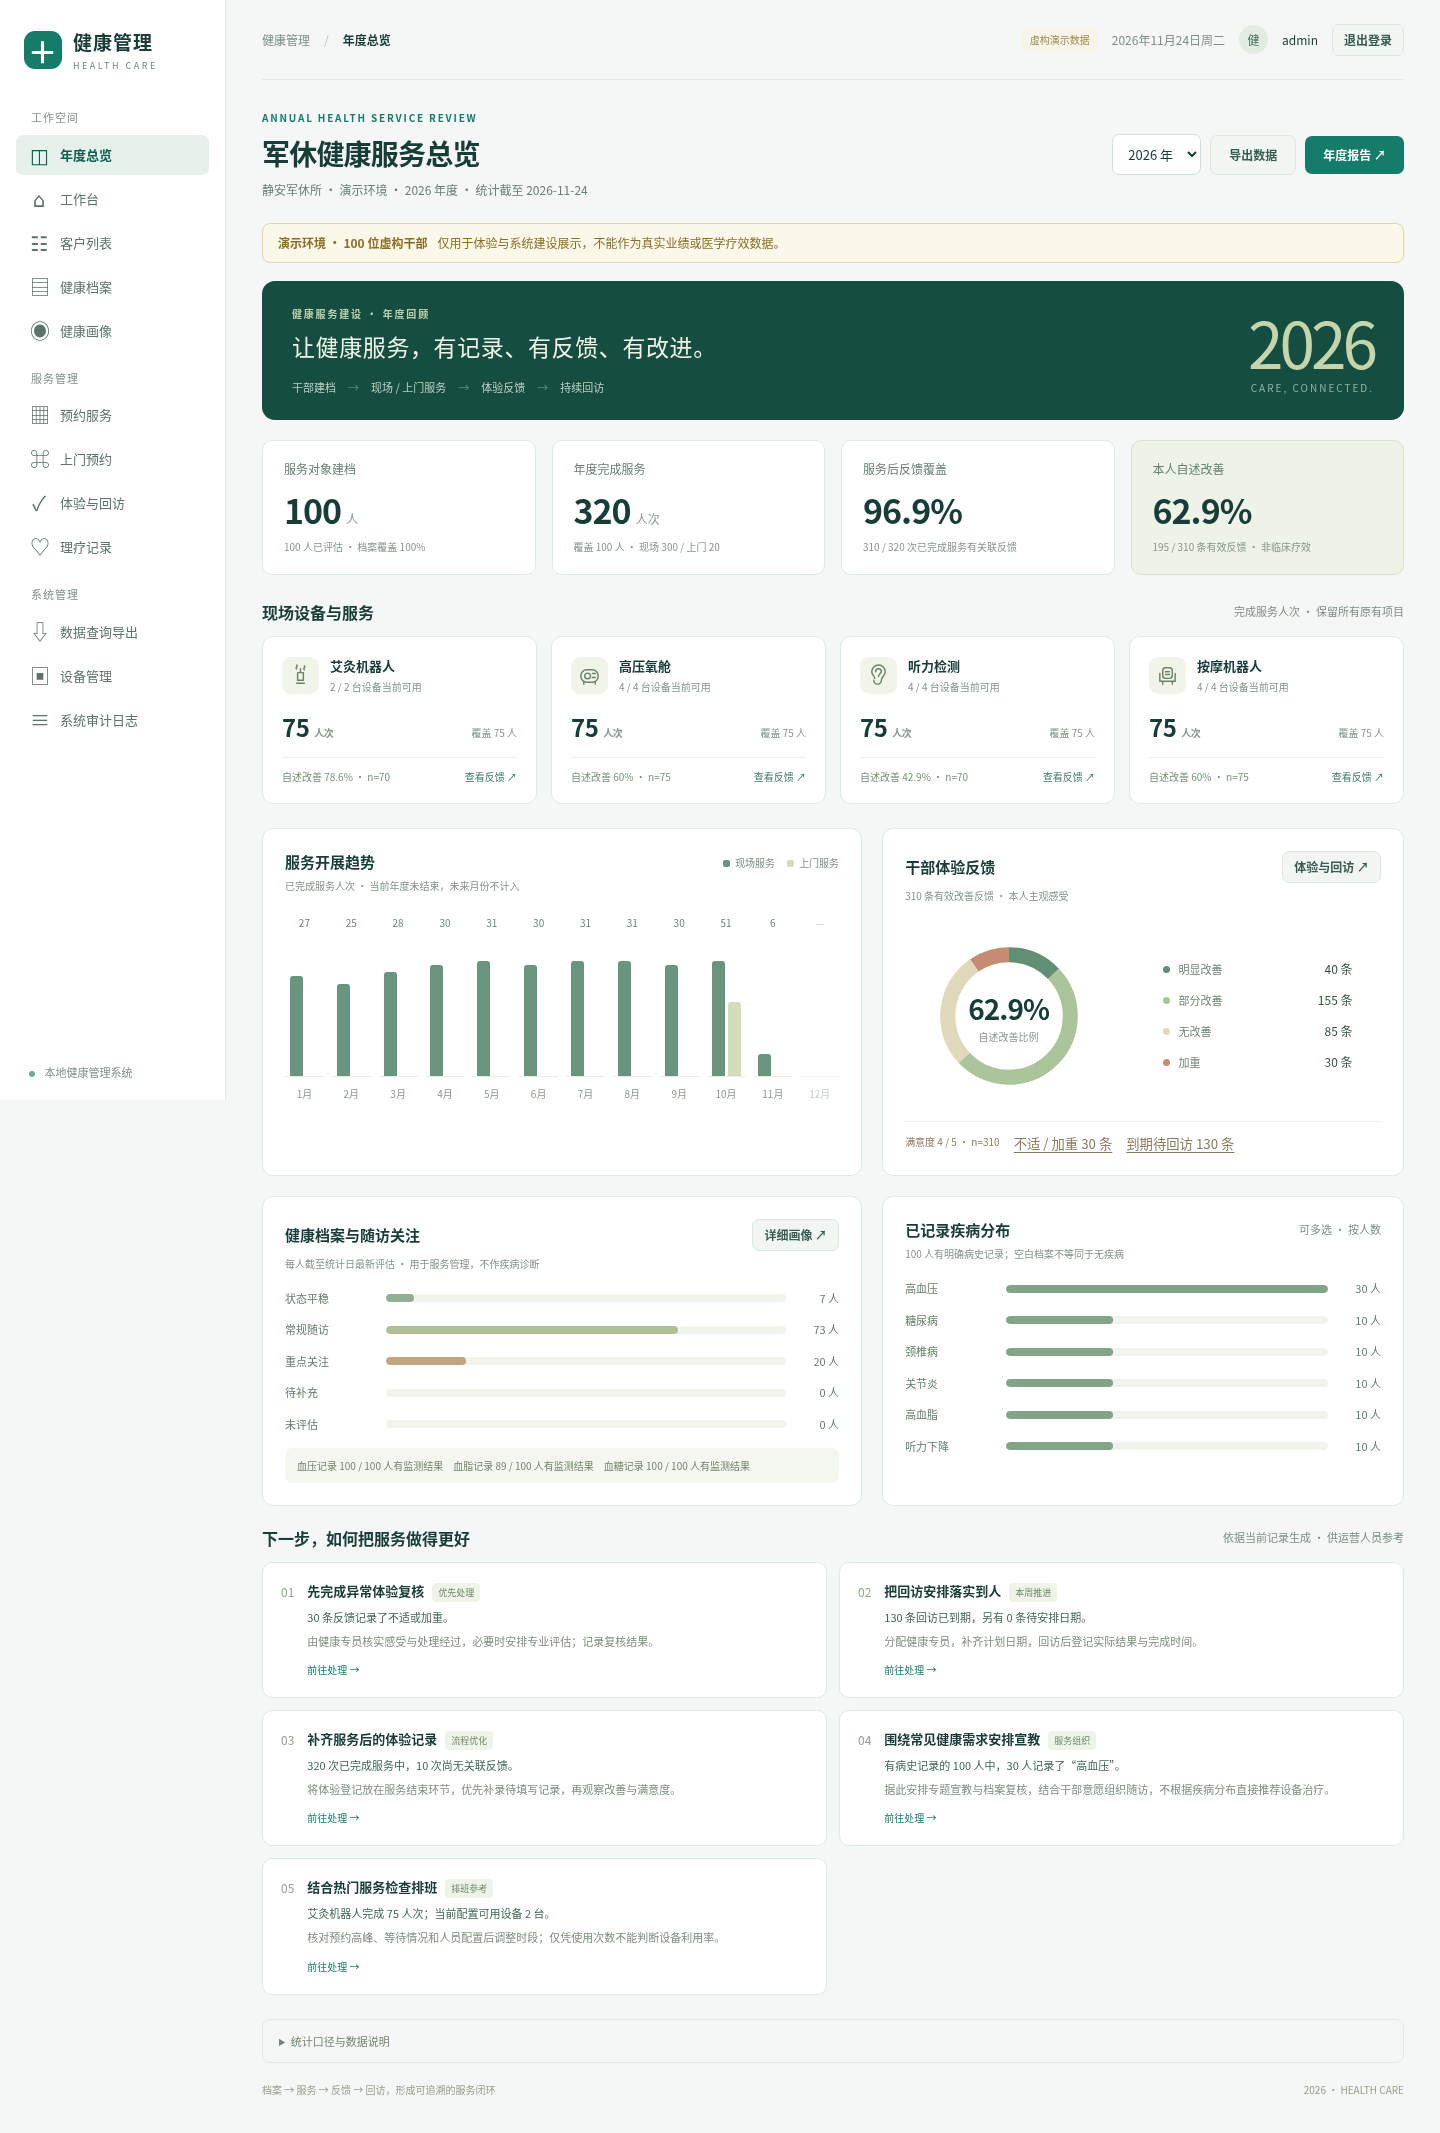 健康管理
HEALTH CARE
工作空间
年度总览
工作台
客户列表
健康档案
健康画像
服务管理
预约服务
上门预约
体验与回访
理疗记录
系统管理
数据查询导出
设备管理
系统审计日志
本地健康管理系统
健康管理 / 年度总览
虚构演示数据 2026年11月24日周二 健 admin 退出登录
ANNUAL HEALTH SERVICE REVIEW
军休健康服务总览
静安军休所 · 演示环境 · 2026 年度 · 统计截至 2026-11-24
2026 年 导出数据 年度报告 ↗
演示环境 · 100 位虚构干部 仅用于体验与系统建设展示，不能作为真实业绩或医学疗效数据。
健康服务建设 · 年度回顾
让健康服务，有记录、有反馈、有改进。
干部建档 → 现场 / 上门服务 → 体验反馈 → 持续回访
2026
CARE, CONNECTED.
服务对象建档
100 人
100 人已评估 · 档案覆盖 100%
年度完成服务
320 人次
覆盖 100 人 · 现场 300 / 上门 20
服务后反馈覆盖
96.9%
310 / 320 次已完成服务有关联反馈
本人自述改善
62.9%
195 / 310 条有效反馈 · 非临床疗效
现场设备与服务
完成服务人次 · 保留所有原有项目
艾灸机器人
2 / 2 台设备当前可用
75 人次 覆盖 75 人
自述改善 78.6% · n=70 查看反馈 ↗
高压氧舱
4 / 4 台设备当前可用
75 人次 覆盖 75 人
自述改善 60% · n=75 查看反馈 ↗
听力检测
4 / 4 台设备当前可用
75 人次 覆盖 75 人
自述改善 42.9% · n=70 查看反馈 ↗
按摩机器人
4 / 4 台设备当前可用
75 人次 覆盖 75 人
自述改善 60% · n=75 查看反馈 ↗
服务开展趋势
现场服务 上门服务
已完成服务人次 · 当前年度未结束，未来月份不计入
27 25 28 30 31 30 31 31 30 51 6 —
1月 2月 3月 4月 5月 6月 7月 8月 9月 10月 11月 12月
干部体验反馈
体验与回访 ↗
310 条有效改善反馈 · 本人主观感受
62.9%
自述改善比例
明显改善 40 条
部分改善 155 条
无改善 85 条
加重 30 条
满意度 4 / 5 · n=310 不适 / 加重 30 条 到期待回访 130 条
健康档案与随访关注
详细画像 ↗
每人截至统计日最新评估 · 用于服务管理，不作疾病诊断
状态平稳 7 人
常规随访 73 人
重点关注 20 人
待补充 0 人
未评估 0 人
血压记录 100 / 100 人有监测结果 血脂记录 89 / 100 人有监测结果 血糖记录 100 / 100 人有监测结果
已记录疾病分布
可多选 · 按人数
100 人有明确病史记录；空白档案不等同于无疾病
高血压 30 人
糖尿病 10 人
颈椎病 10 人
关节炎 10 人
高血脂 10 人
听力下降 10 人
下一步，如何把服务做得更好
依据当前记录生成 · 供运营人员参考
01 先完成异常体验复核 优先处理
30 条反馈记录了不适或加重。
由健康专员核实感受与处理经过，必要时安排专业评估；记录复核结果。
前往处理 →
02 把回访安排落实到人 本周推进
130 条回访已到期，另有 0 条待安排日期。
分配健康专员，补齐计划日期，回访后登记实际结果与完成时间。
前往处理 →
03 补齐服务后的体验记录 流程优化
320 次已完成服务中，10 次尚无关联反馈。
将体验登记放在服务结束环节，优先补录待填写记录，再观察改善与满意度。
前往处理 →
04 围绕常见健康需求安排宣教 服务组织
有病史记录的 100 人中，30 人记录了“高血压”。
据此安排专题宣教与档案复核，结合干部意愿组织随访，不根据疾病分布直接推荐设备治疗。
前往处理 →
05 结合热门服务检查排班 排班参考
艾灸机器人完成 75 人次；当前配置可用设备 2 台。
核对预约高峰、等待情况和人员配置后调整时段；仅凭使用次数不能判断设备利用率。
前往处理 →
▶ 统计口径与数据说明
档案 → 服务 → 反馈 → 回访，形成可追溯的服务闭环
2026 · HEALTH CARE